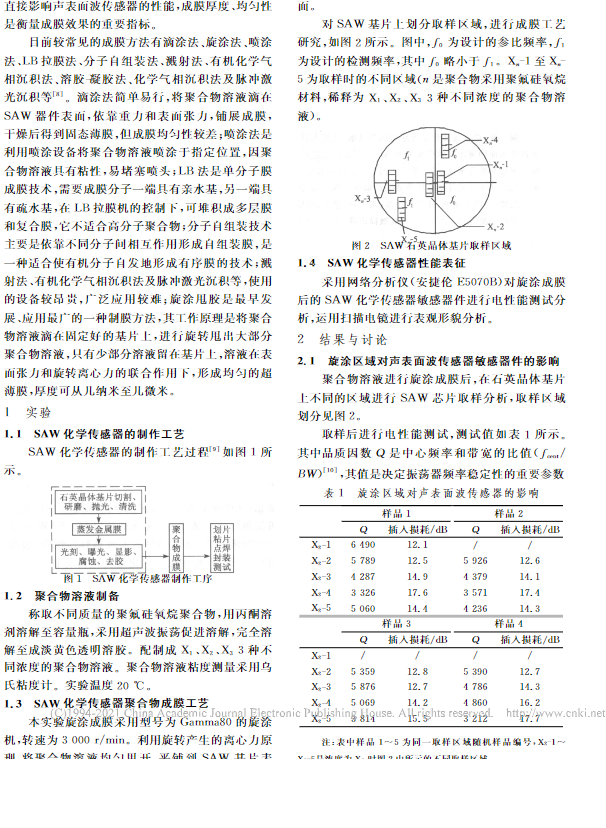 直接影响声表面波传感器的性能,成膜厚度、均匀性
是衡量成膜效果的重要指标。
目前较常见的成膜方法有滴涂法、旋涂法、喷涂
法、LB拉膜法、分子自组装法、溅射法、有机化学气
相沉积法、溶胶-凝胶法、化学气相沉积法及脉冲激
光沉积等[8]。滴涂法简单易行,将聚合物溶液滴在
SAW 器件表面,依靠重力和表面张力,铺展成膜,
干燥后得到固态薄膜,但成膜均匀性较差;喷涂法是
利用喷涂设备将聚合物溶液喷涂于指定位置,因聚
合物溶液具有粘性,易堵塞喷头;LB 法是单分子膜
成膜技术,需要成膜分子一端具有亲水基,另一端具
有疏水基,在 LB 拉膜机的控制下,可堆积成多层膜
和复合膜,它不适合高分子聚合物;分子自组装技术
主要是依靠不同分子间相互作用形成自组装膜,是
一种适合使有机分子自发地形成有序膜的技术;溅
射法、有机化学气相沉积法及脉冲激光沉积等,使用
的设备较昂贵,广泛应用较难;旋涂甩胶是最早发
展、应用最广的一种制膜方法,其工作原理是将聚合
物溶液滴在固定好的基片上,进行旋转甩出大部分
聚合物溶液,只有少部分溶液留在基片上,溶液在表
面张力和旋转离心力的联合作用下,形成均匀的超
薄膜,厚度可从几纳米至几微米。
1 实验
1.1 SAW 化学传感器的制作工艺
SAW 化学传感器的制作工艺过程[9]如图 1 所
示。
石英晶体基片切割、
研磨、抛光、清洗
蒸发金属膜
光刻、曝光、显影、
腐蚀、去胶
聚合物成膜
划片
粘片
点焊
封装
测试
图 1 SAW 化学传感器制作工序
1.2 聚合物溶液制备
称取不同质量的聚氟硅氧烷聚合物,用丙酮溶
剂溶解至容量瓶,采用超声波振荡促进溶解,完全溶
解至成淡黄色透明溶胶。配制成 X₁、X₂、X₃ 3 种不
同浓度的聚合物溶液。聚合物溶液粘度测量采用乌
氏粘度计。实验温度 20 ℃。
1.3 SAW 化学传感器聚合物成膜工艺
本实验旋涂成膜采用型号为 Gamma80 的旋涂
机,转速为 3 000 r/min。利用旋转产生的离心力原
理,将聚合物溶液均匀甩开,平铺到 SAW 基片表
面。
对 SAW 基片上划分取样区域,进行成膜工艺
研究,如图 2 所示。图中,f₀ 为设计的参比频率,f₁
为设计的检测频率,其中 f₀ 略小于 f₁。Xₙ-1 至 Xₙ-
5 为取样时的不同区域(n 是聚合物采用聚氟硅氧烷
材料,稀释为 X₁、X₂、X₃ 3 种不同浓度的聚合物溶
液)。
f₁
f₀
Xₙ-4
Xₙ-1
Xₙ-3
f₁
f₀
Xₙ-2
Xₙ-5
图 2 SAW 石英晶体基片取样区域
1.4 SAW 化学传感器性能表征
采用网络分析仪(安捷伦 E5070B)对旋涂成膜
后的 SAW 化学传感器敏感器件进行电性能测试分
析,运用扫描电镜进行表观形貌分析。
2 结果与讨论
2.1 旋涂区域对声表面波传感器敏感器件的影响
聚合物溶液进行旋涂成膜后,在石英晶体基片
上不同的区域进行 SAW 芯片取样分析,取样区域
划分见图 2。
取样后进行电性能测试,测试值如表 1 所示。
其中品质因数 Q 是中心频率和带宽的比值(f_cent/
BW)[10],其值是决定振荡器频率稳定性的重要参数
表 1 旋涂区域对声表面波传感器的影响
样品 1 样品 2
Q 插入损耗/dB Q 插入损耗/dB
X₂-1 6 490 12.1 / /
X₂-2 5 789 12.5 5 926 12.6
X₂-3 4 287 14.9 4 379 14.1
X₂-4 3 326 17.6 3 571 17.4
X₂-5 5 060 14.4 4 236 14.3
样品 3 样品 4
Q 插入损耗/dB Q 插入损耗/dB
X₂-1 / / / /
X₂-2 5 359 12.8 5 390 12.7
X₂-3 5 876 12.7 4 786 14.3
X₂-4 5 069 14.2 4 860 16.2
X₂-5 3 814 15.5 3 212 17.7
(C)1994-2021 China Academic Journal Electronic Publishing House. All rights reserved. http://www.cnki.net
注:表中样品 1~5 为同一取样区域随机样品编号,X₂-1~